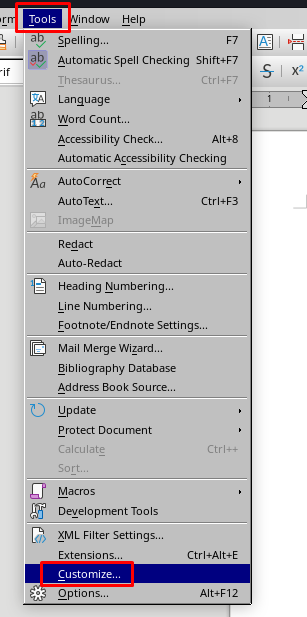 Tools Window Help
Spelling... F7
Automatic Spell Checking Shift+F7
Thesaurus... Ctrl+F7
Language
Word Count...
Accessibility Check... Alt+8
Automatic Accessibility Checking
AutoCorrect
AutoText... Ctrl+F3
ImageMap
Redact
Auto-Redact
Heading Numbering...
Line Numbering...
Footnote/Endnote Settings...
Mail Merge Wizard...
Bibliography Database
Address Book Source...
Update
Protect Document
Calculate Ctrl++
Sort...
Macros
Development Tools
XML Filter Settings...
Extensions... Ctrl+Alt+E
Customize...
Options... Alt+F12
1